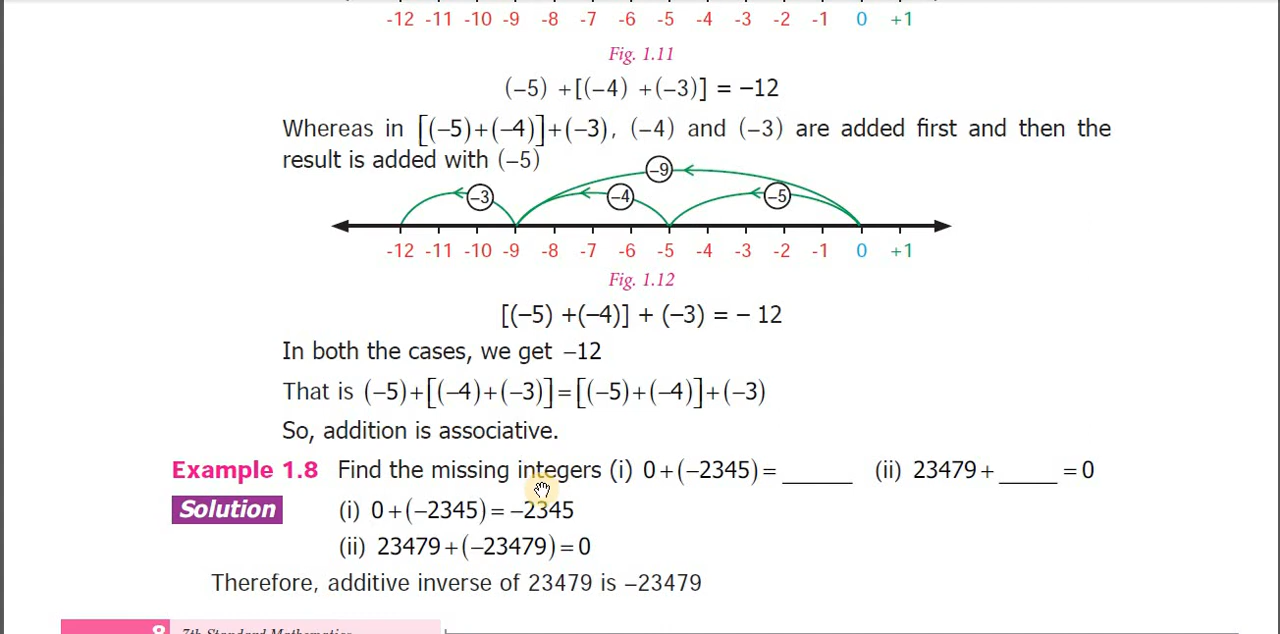 -12 -11 -10 -9 -8 -7 -6 -5 -4 -3 -2 -1 0 +1
Fig. 1.11
(−5) +[(−4) +(−3)] = −12
Whereas in [(−5)+(−4)]+(−3), (−4) and (−3) are added first and then the
result is added with (−5)
−9
−3 −4 −5
-12 -11 -10 -9 -8 -7 -6 -5 -4 -3 -2 -1 0 +1
Fig. 1.12
[(−5) +(−4)] + (−3) = − 12
In both the cases, we get −12
That is (−5)+[(−4)+(−3)]=[(−5)+(−4)]+(−3)
So, addition is associative.
Example 1.8 Find the missing integers (i) 0+(−2345)= _____ (ii) 23479+ ____ =0
Solution (i) 0+(−2345)= −2345
(ii) 23479+(−23479)=0
Therefore, additive inverse of 23479 is −23479
8 7th Standard Mathematics